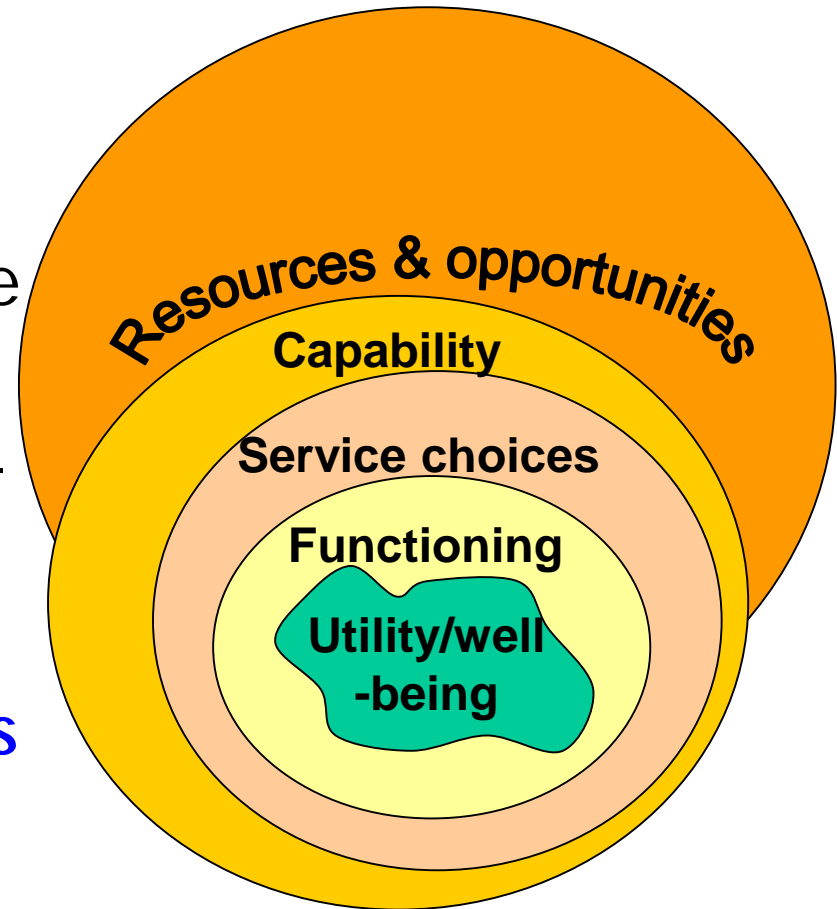 Resources & opportunities
e
Capability
.
Service choices
Functioning
Utility/well
-being
s